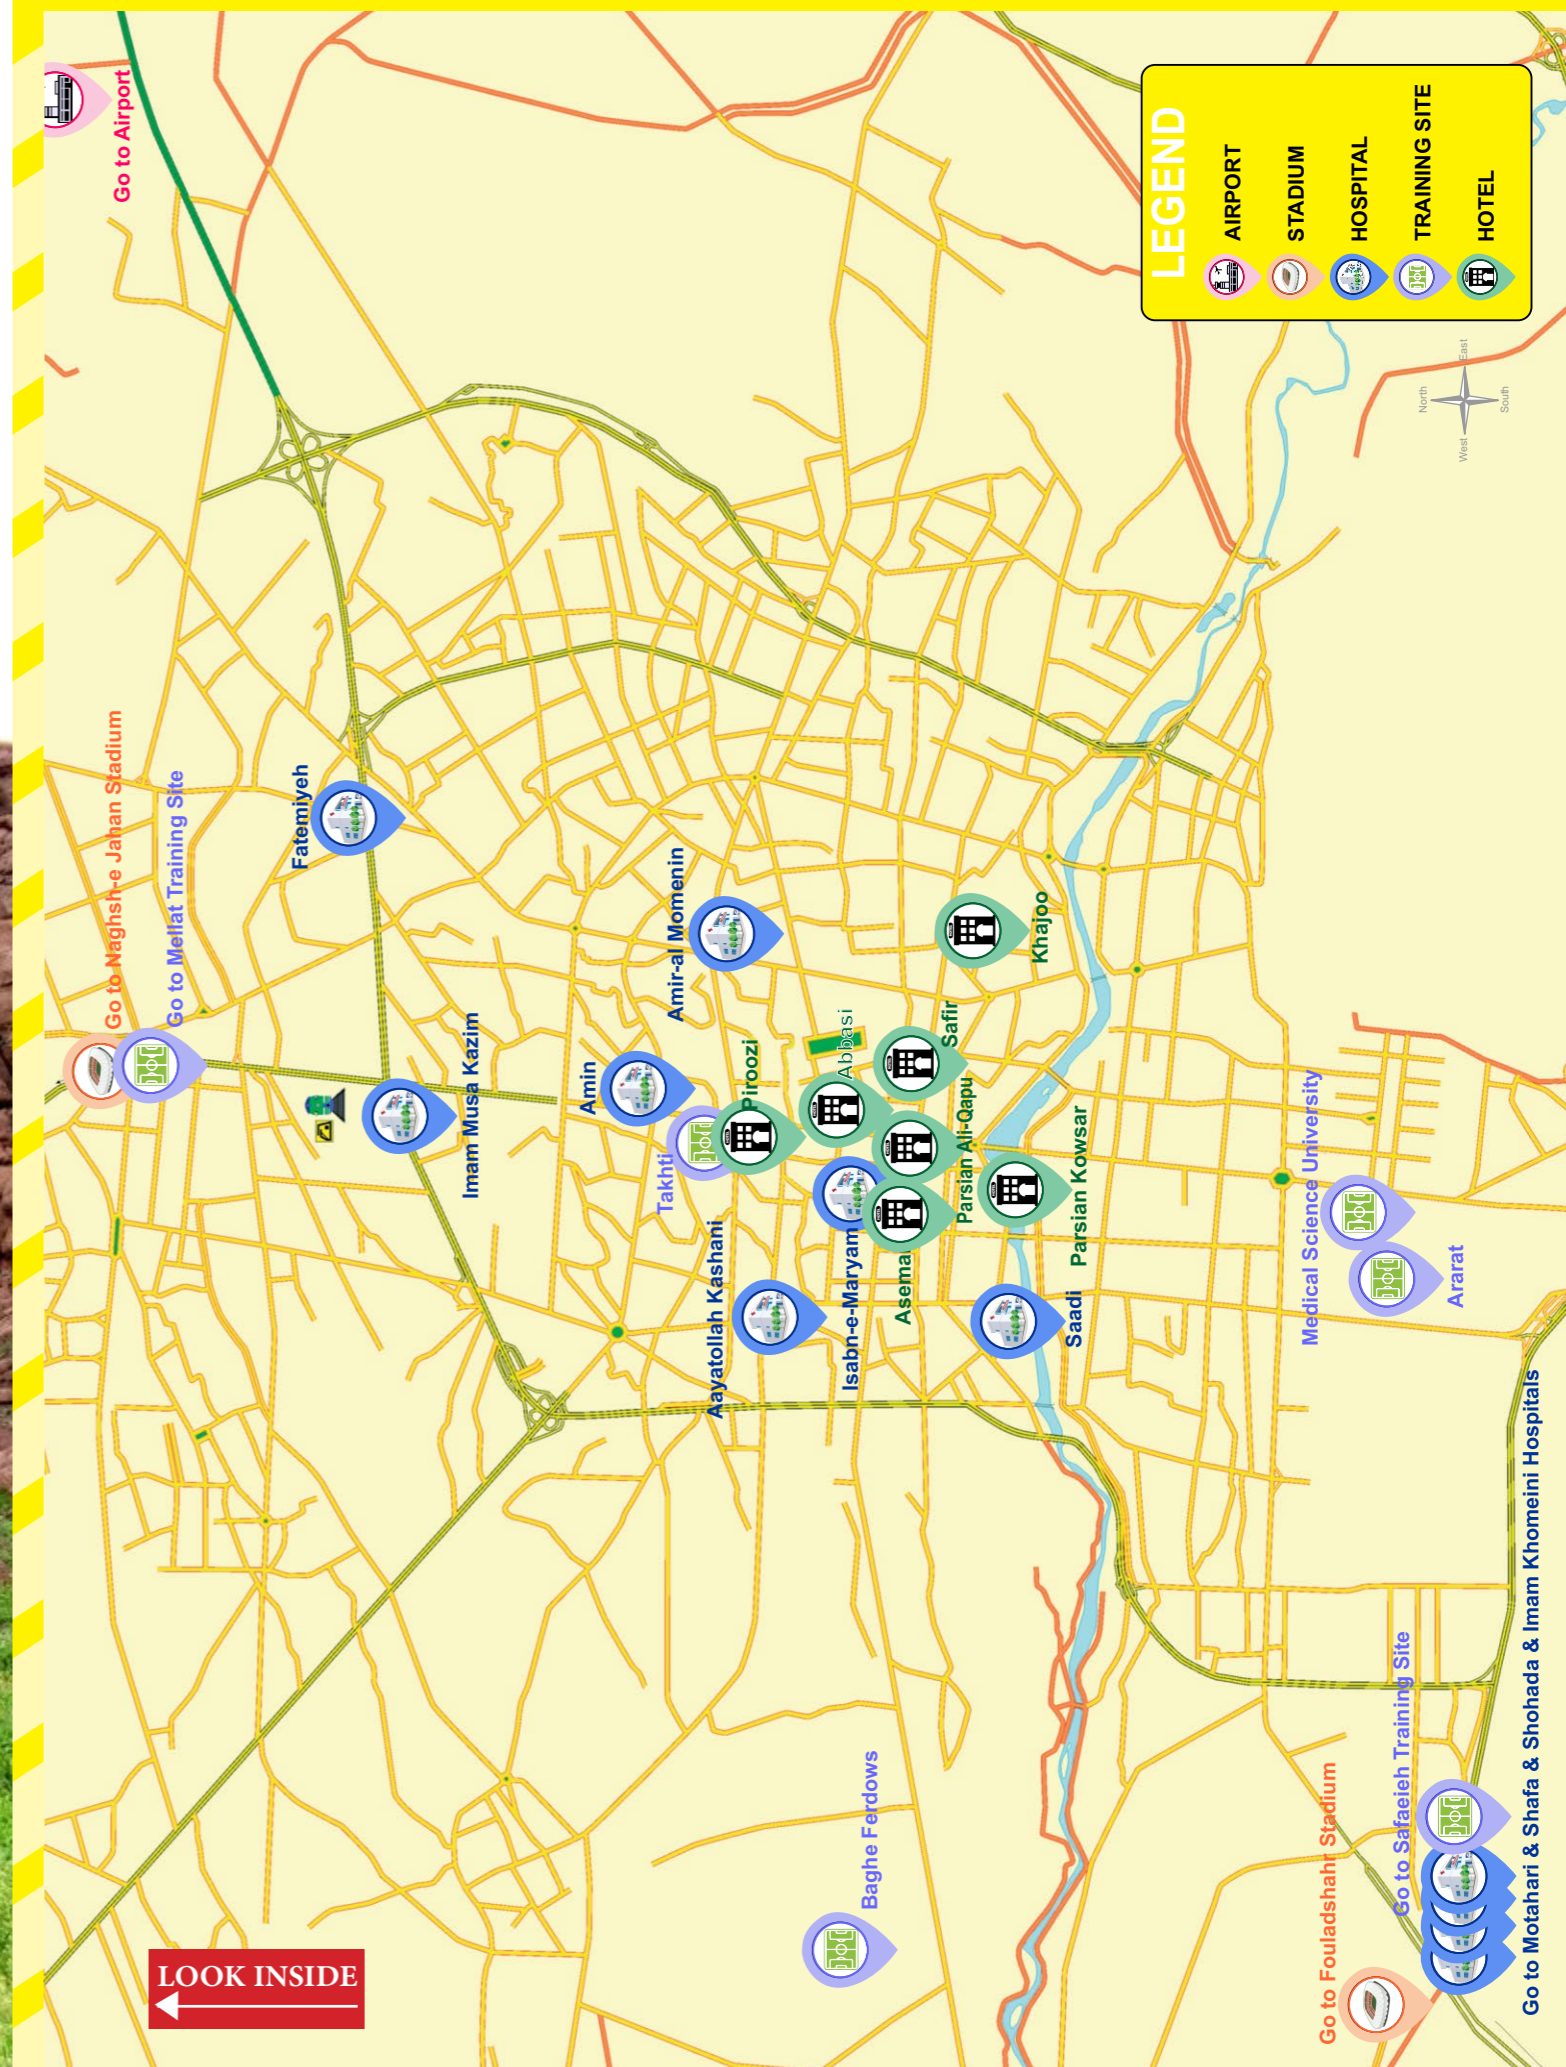 Go to Airport
LEGEND
AIRPORT
STADIUM
HOSPITAL
TRAINING SITE
HOTEL
North
West
East
South
Go to Naghsh-e Jahan Stadium
Go to Mellat Training Site
Fatemiyeh
Imam Musa Kazim
Amin
Amir-al Momenin
Takhti
Piroozi
Abbasi
Safir
Khajoo
Parsian Ali-Qapu
Parsian Kowsar
Aayatollah Kashani
Isabn-e-Maryam
Asema
Saadi
Medical Science University
Ararat
Baghe Ferdows
Go to Fouladshahr Stadium
Go to Safaeieh Training Site
Go to Motahari & Shafa & Shohada & Imam Khomeini Hospitals
LOOK INSIDE